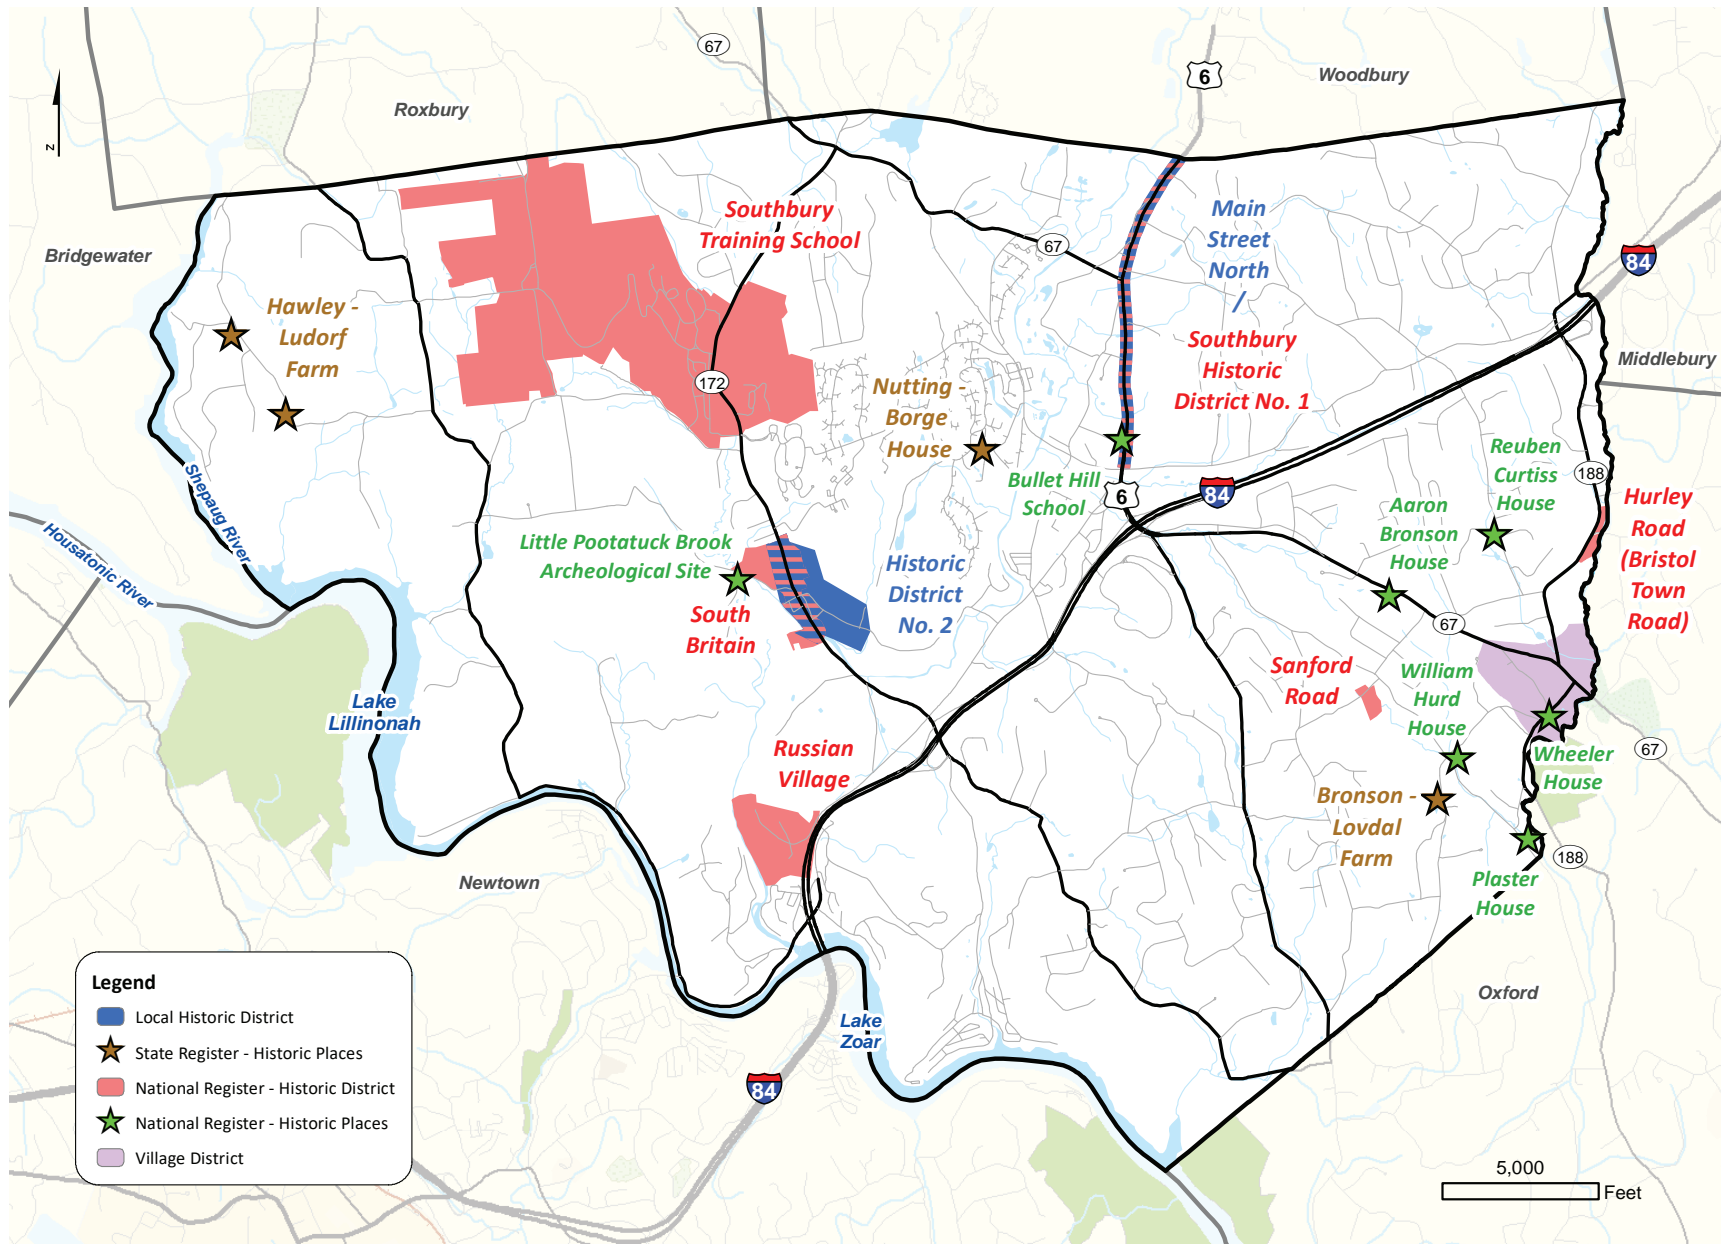 67
6
Woodbury
Roxbury
z
Bridgewater
Southbury
Training School
Main
Street
North
/
Southbury
Historic
District No. 1
67
84
Middlebury
Hawley -
Ludorf
Farm
172
Nutting -
Borge
House
Bullet Hill
School
6
84
Reuben
Curtiss
House
188
Aaron
Bronson
House
Hurley
Road
(Bristol
Town
Road)
Shepaug River
Housatonic River
Little Pootatuck Brook
Archeological Site
South
Britain
Historic
District
No. 2
67
Sanford
Road
William
Hurd
House
Lake
Lillinonah
Russian
Village
Wheeler
House
67
Bronson -
Lovdal
Farm
188
Plaster
House
Newtown
Oxford
Lake
Zoar
84
Legend
Local Historic District
State Register - Historic Places
National Register - Historic District
National Register - Historic Places
Village District
5,000
Feet